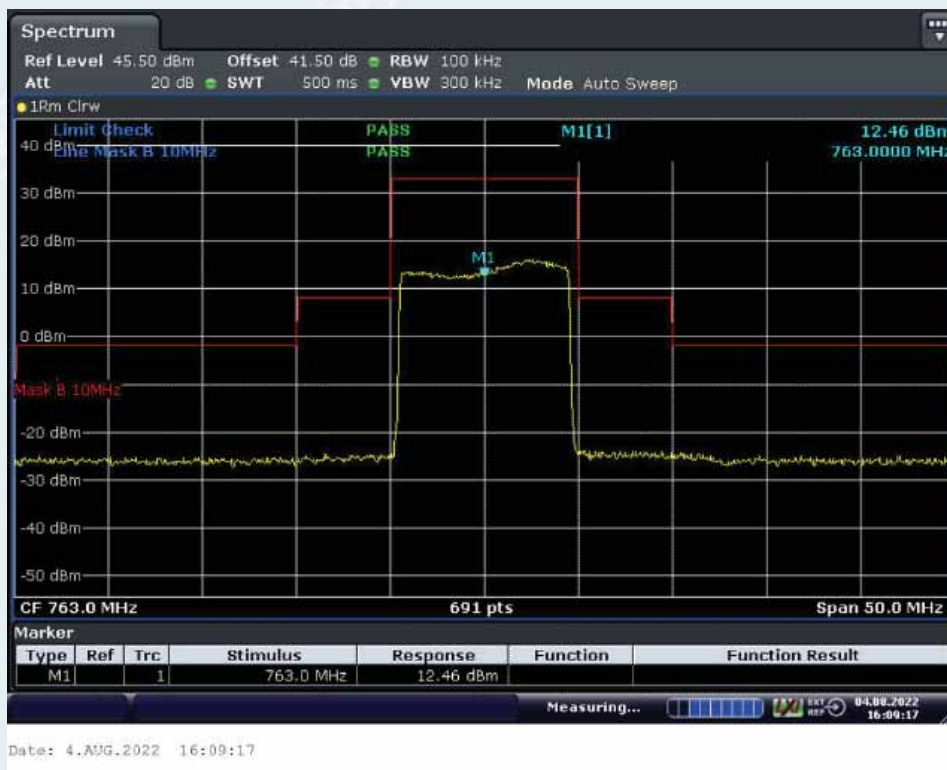 Spectrum
Ref Level 45.50 dBm Offset 41.50 dB RBW 100 kHz
Att 20 dB SWT 500 ms VBW 300 kHz Mode Auto Sweep
1Rm Clrw
Limit Check PASS M1[1] 12.46 dBm
40 dBm Line Mask B 10MHz PASS 763.0000 MHz
30 dBm
20 dBm
M1
10 dBm
0 dBm
Mask B 10MHz
-20 dBm
-30 dBm
-40 dBm
-50 dBm
CF 763.0 MHz 691 pts Span 50.0 MHz
Marker
Type Ref Trc Stimulus Response Function Function Result
M1 1 763.0 MHz 12.46 dBm
Measuring... EXT REF 04.08.2022
16:09:17
Date: 4.AUG.2022 16:09:17